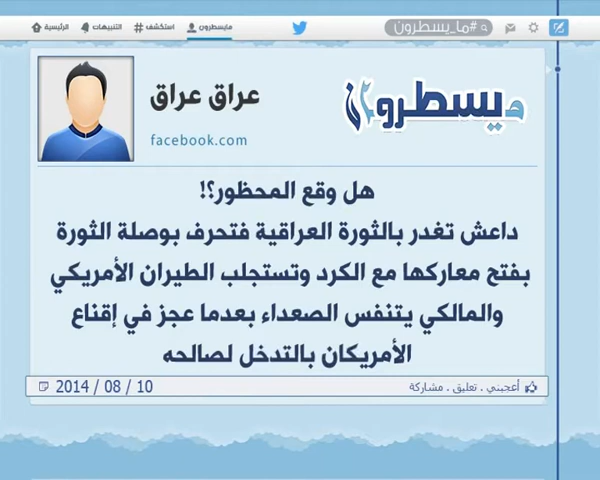 الرئيسية التنبيهات استكشف # مايسطرون #ما_يسطرون
عراق عراق
مايسطرون
facebook.com
هل وقع المحظور؟!
داعش تغدر بالثورة العراقية فتحرف بوصلة الثورة
بفتح معاركها مع الكرد وتستجلب الطيران الأمريكي
والمالكي يتنفس الصعداء بعدما عجز في إقناع
الأمريكان بالتدخل لصالحه
أعجبني . تعليق . مشاركة
2014 / 08 / 10